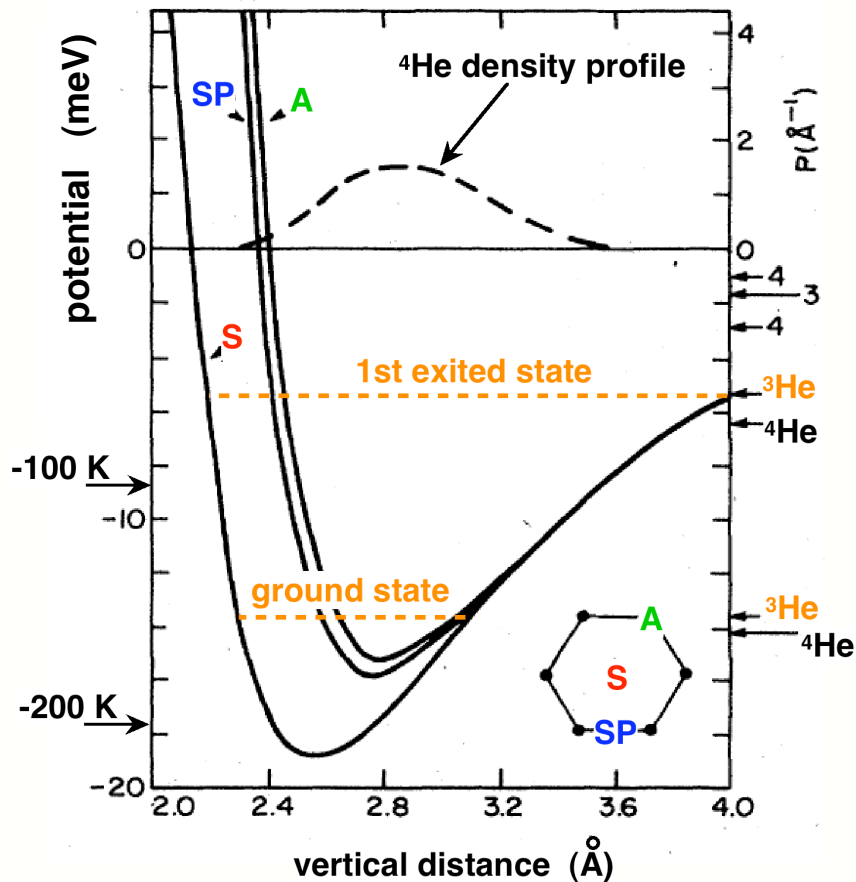 potential (meV)
0
-10
-20
-100 K
-200 K
SP
A
S
⁴He density profile
1st exited state
ground state
4
2
0
P(Å⁻¹)
4
3
4
³He
⁴He
³He
⁴He
A
S
SP
2.0 2.4 2.8 3.2 3.6 4.0
vertical distance (Å)